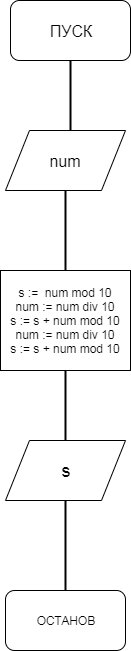 ПУСК
num
s := num mod 10
num := num div 10
s := s + num mod 10
num := num div 10
s := s + num mod 10
s
ОСТАНОВ